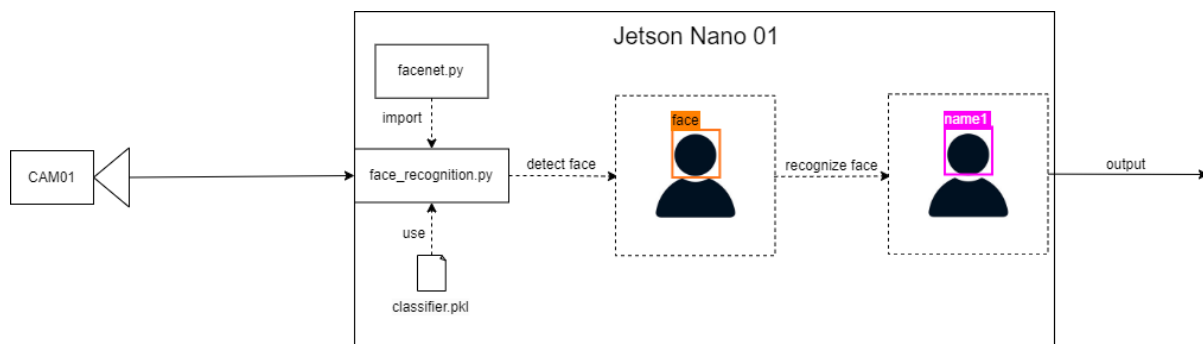 Jetson Nano 01
facenet.py
import
CAM01
face_recognition.py
detect face
face
recognize face
name1
output
use
classifier.pkl